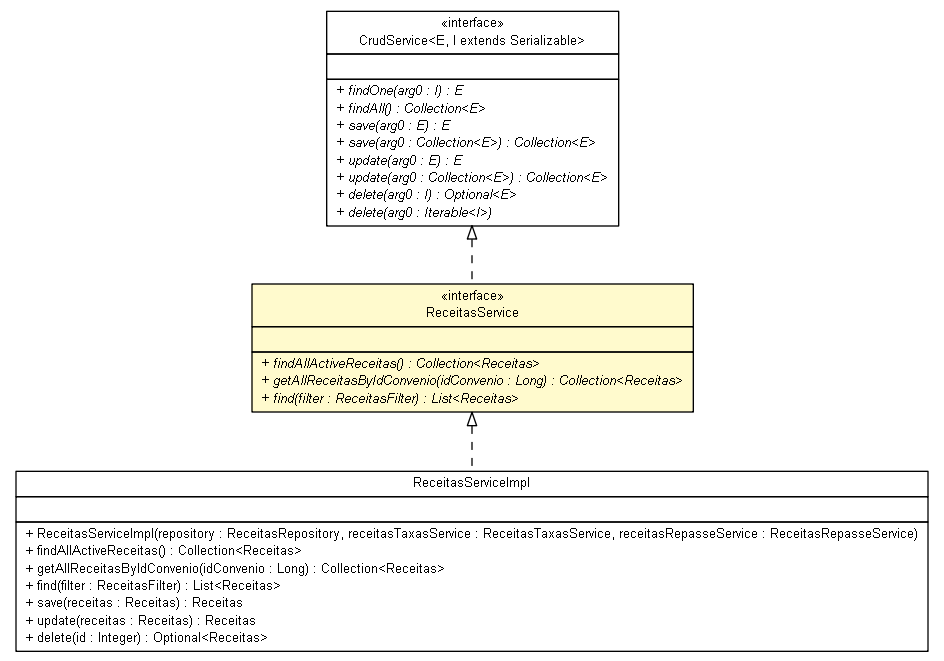 «interface»
CrudService<E, I extends Serializable>
+ findOne(arg0 : I) : E
+ findAll() : Collection<E>
+ save(arg0 : E) : E
+ save(arg0 : Collection<E>) : Collection<E>
+ update(arg0 : E) : E
+ update(arg0 : Collection<E>) : Collection<E>
+ delete(arg0 : I) : Optional<E>
+ delete(arg0 : Iterable<I>)
«interface»
ReceitasService
+ findAllActiveReceitas() : Collection<Receitas>
+ getAllReceitasByIdConvenio(idConvenio : Long) : Collection<Receitas>
+ find(filter : ReceitasFilter) : List<Receitas>
ReceitasServiceImpl
+ ReceitasServiceImpl(repository : ReceitasRepository, receitasTaxasService : ReceitasTaxasService, receitasRepasseService : ReceitasRepasseService)
+ findAllActiveReceitas() : Collection<Receitas>
+ getAllReceitasByIdConvenio(idConvenio : Long) : Collection<Receitas>
+ find(filter : ReceitasFilter) : List<Receitas>
+ save(receitas : Receitas) : Receitas
+ update(receitas : Receitas) : Receitas
+ delete(id : Integer) : Optional<Receitas>